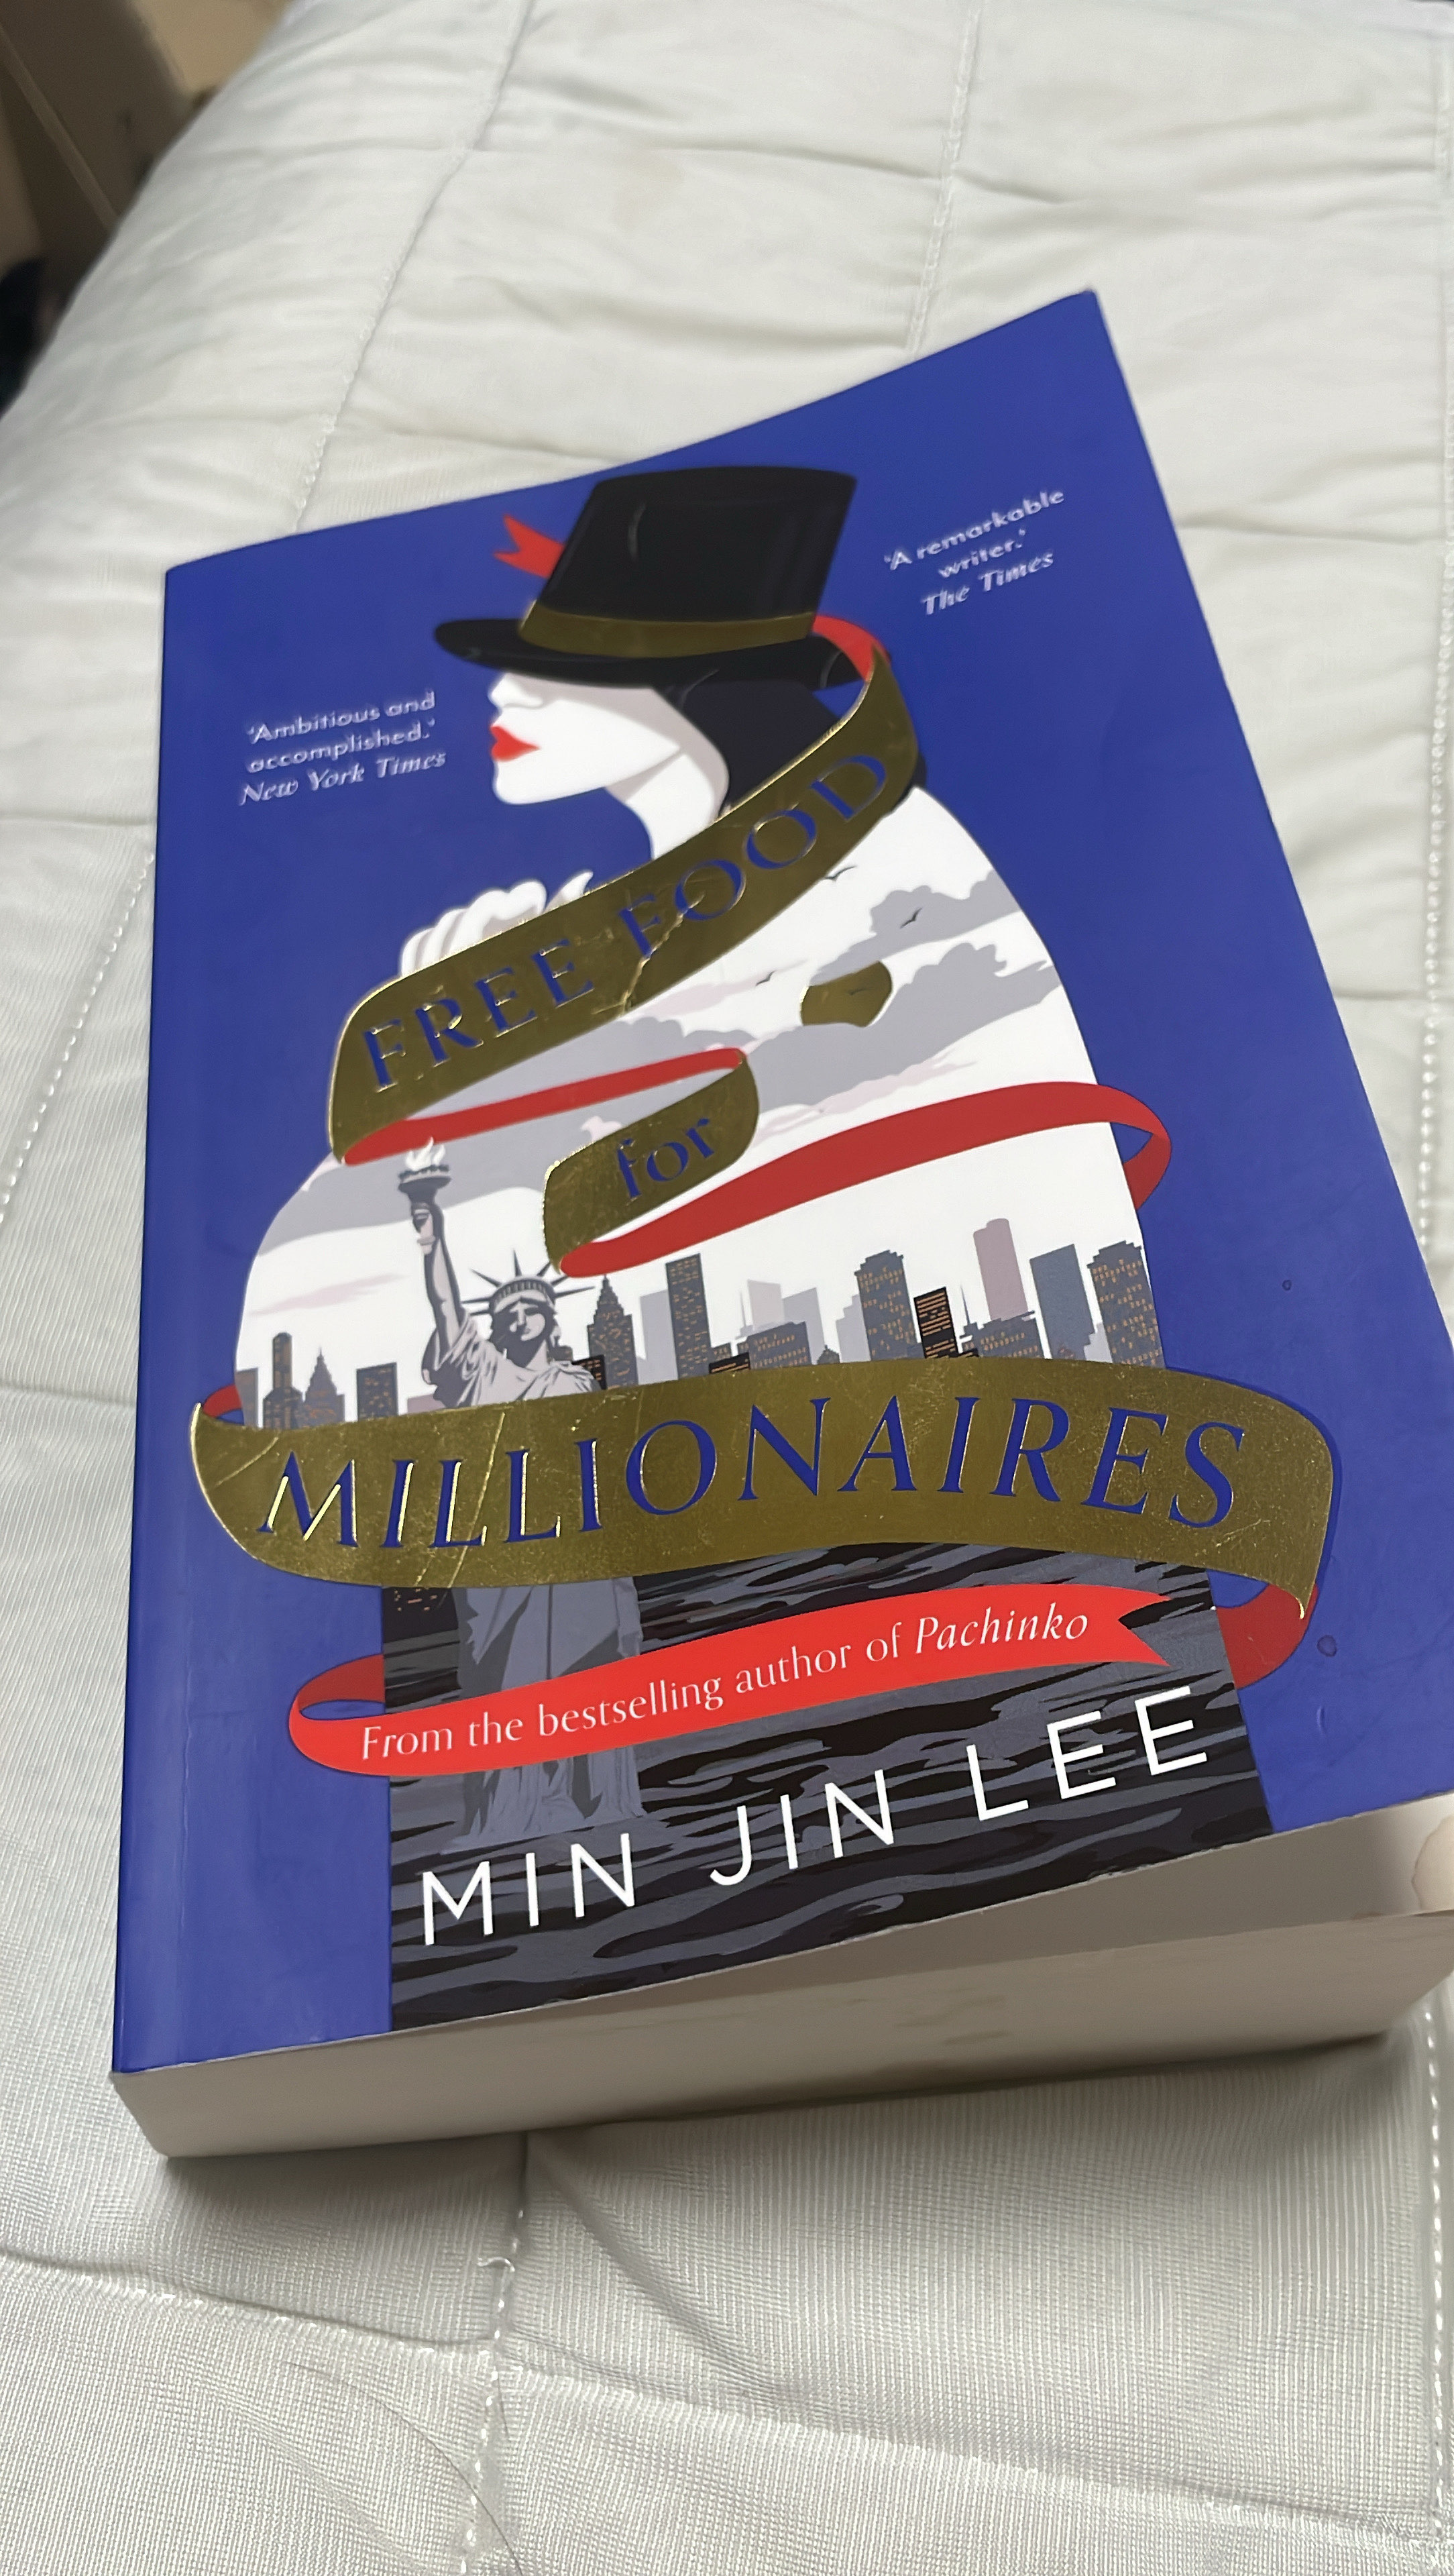 'A remarkable
writer.'
The Times
'Ambitious and
accomplished.'
New York Times
FREE FOOD
for
MILLIONAIRES
From the bestselling author of Pachinko
MIN JIN LEE